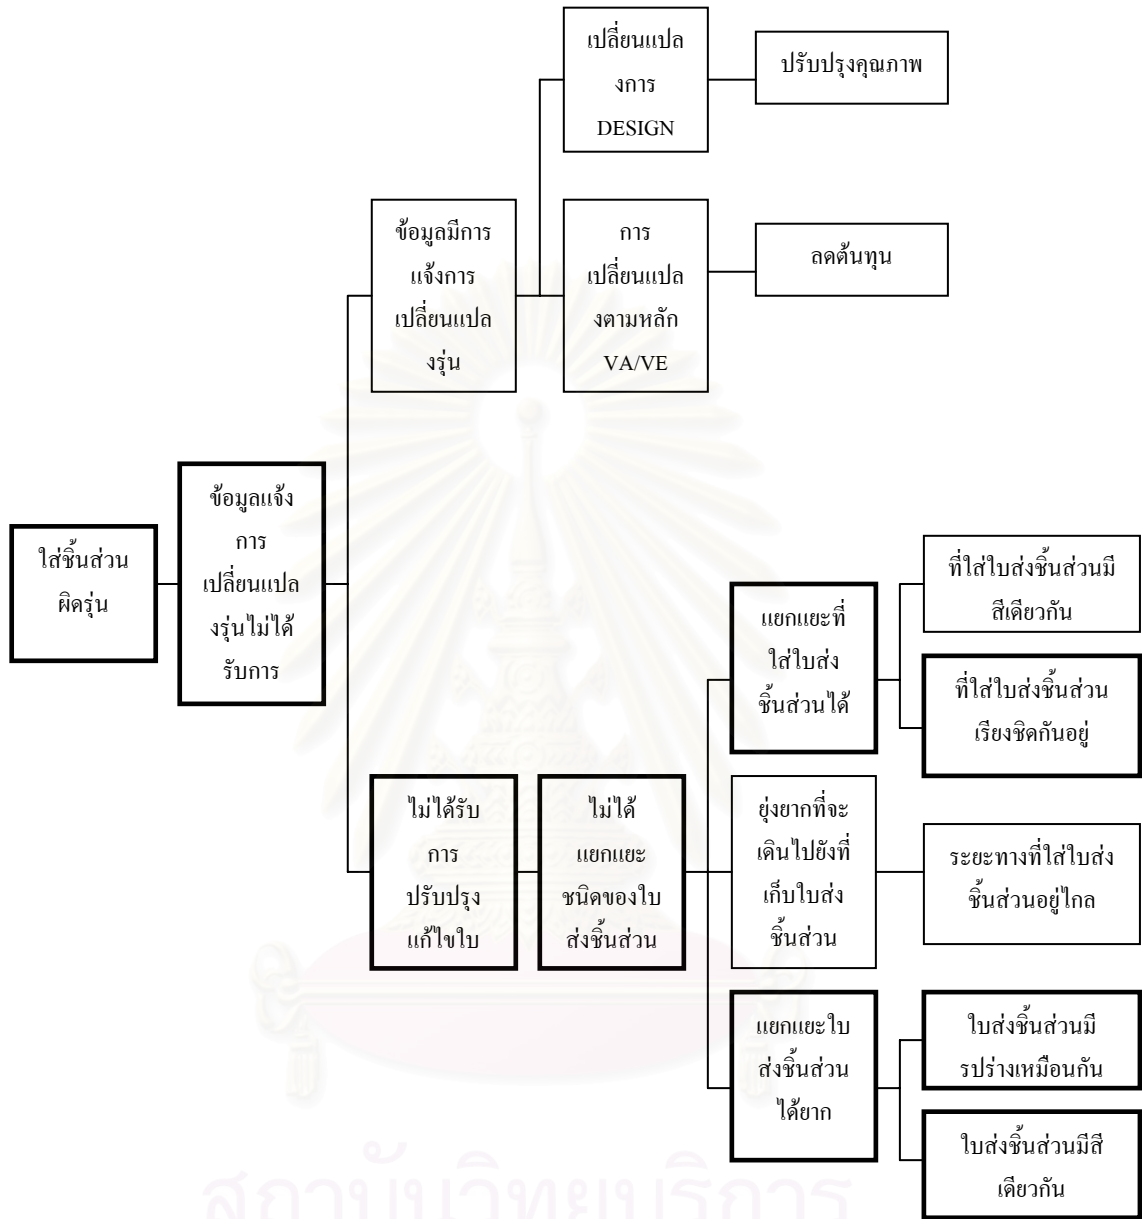 เปลี่ยนแปล
งการ
DESIGN
ปรับปรุงคุณภาพ
ข้อมูลมีการ
แจ้งการ
เปลี่ยนแปล
งรุ่น
การ
เปลี่ยนแปล
งตามหลัก
VA/VE
ลดต้นทุน
ใส่ชิ้นส่วน
ผิดรุ่น
ข้อมูลแจ้ง
การ
เปลี่ยนแปล
งรุ่นไม่ได้
รับการ
แยกแยะที่
ใส่ใบส่ง
ชิ้นส่วนได้
ที่ใส่ใบส่งชิ้นส่วนมี
สีเดียวกัน
ที่ใส่ใบส่งชิ้นส่วน
เรียงชิดกันอยู่
ไม่ได้รับ
การ
ปรับปรุง
แก้ไขใบ
ไม่ได้
แยกแยะ
ชนิดของใบ
ส่งชิ้นส่วน
ยุ่งยากที่จะ
เดินไปยังที่
เก็บใบส่ง
ชิ้นส่วน
ระยะทางที่ใส่ใบส่ง
ชิ้นส่วนอยู่ไกล
แยกแยะใบ
ส่งชิ้นส่วน
ได้ยาก
ใบส่งชิ้นส่วนมี
รปร่างเหมือนกัน
ใบส่งชิ้นส่วนมีสี
เดียวกัน
สถาบันวิทยบริการ